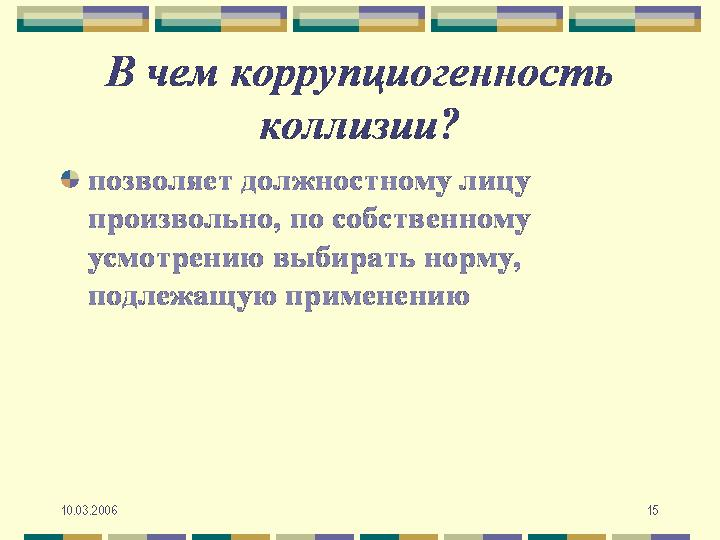 В чем коррупциогенность
коллизии?
позволяет должностному лицу
произвольно, по собственному
усмотрению выбирать норму,
подлежащую применению
10.03.2006
15